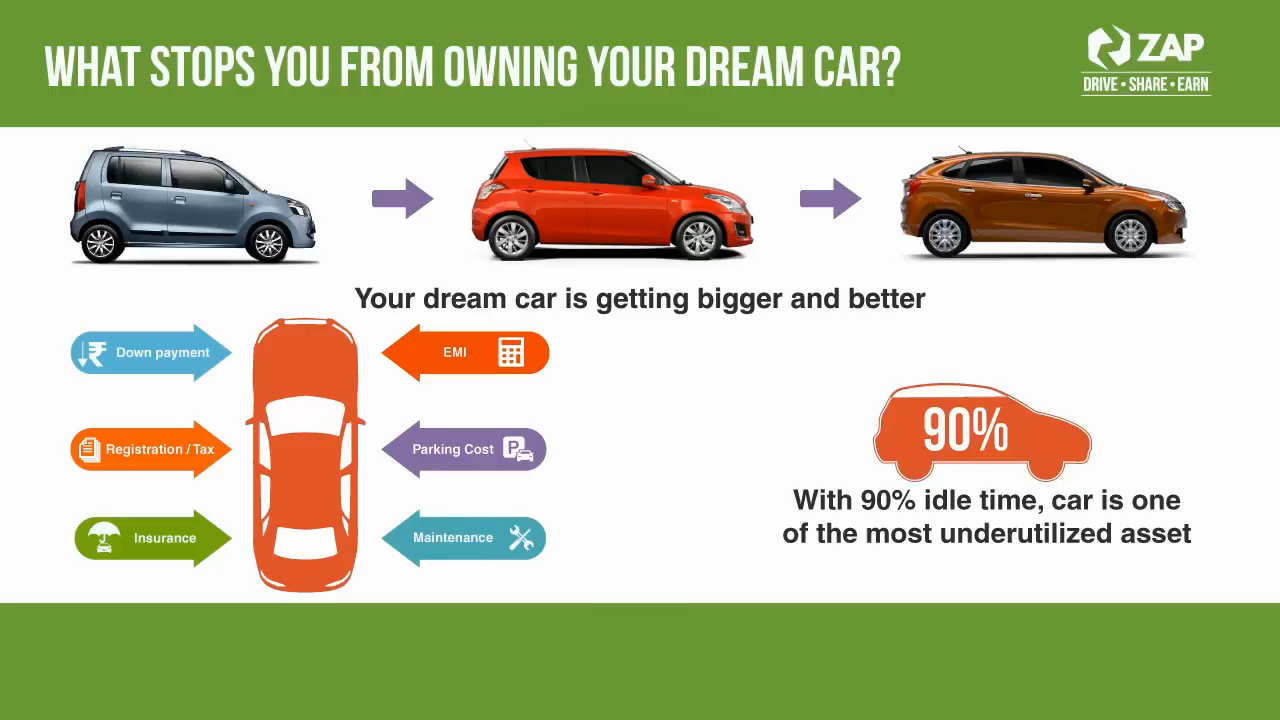 WHAT STOPS YOU FROM OWNING YOUR DREAM CAR?
ZAP
DRIVE • SHARE • EARN
Your dream car is getting bigger and better
₹ Down payment
EMI
Registration / Tax
Parking Cost P
Insurance
Maintenance
90%
With 90% idle time, car is one
of the most underutilized asset